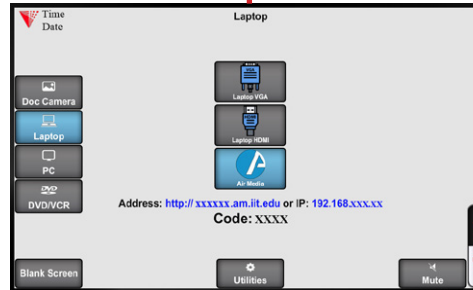 Time
Date
Laptop
Doc Camera
Laptop
PC
DVD/VCR
Laptop VGA
Laptop HDMI
Air Media
Address: http://xxxxxx.am.iit.edu or IP: 192.168.xxx.xx
Code: XXXX
Blank Screen
Utilities
Mute